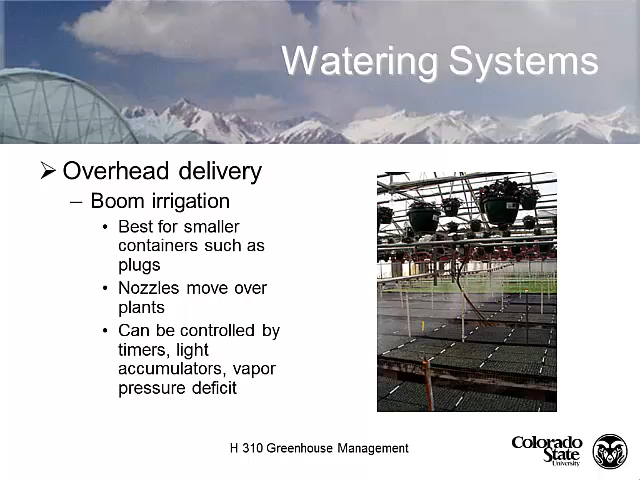 Watering Systems
➢ Overhead delivery
– Boom irrigation
• Best for smaller
containers such as
plugs
• Nozzles move over
plants
• Can be controlled by
timers, light
accumulators, vapor
pressure deficit
H 310 Greenhouse Management
Colorado
State
University